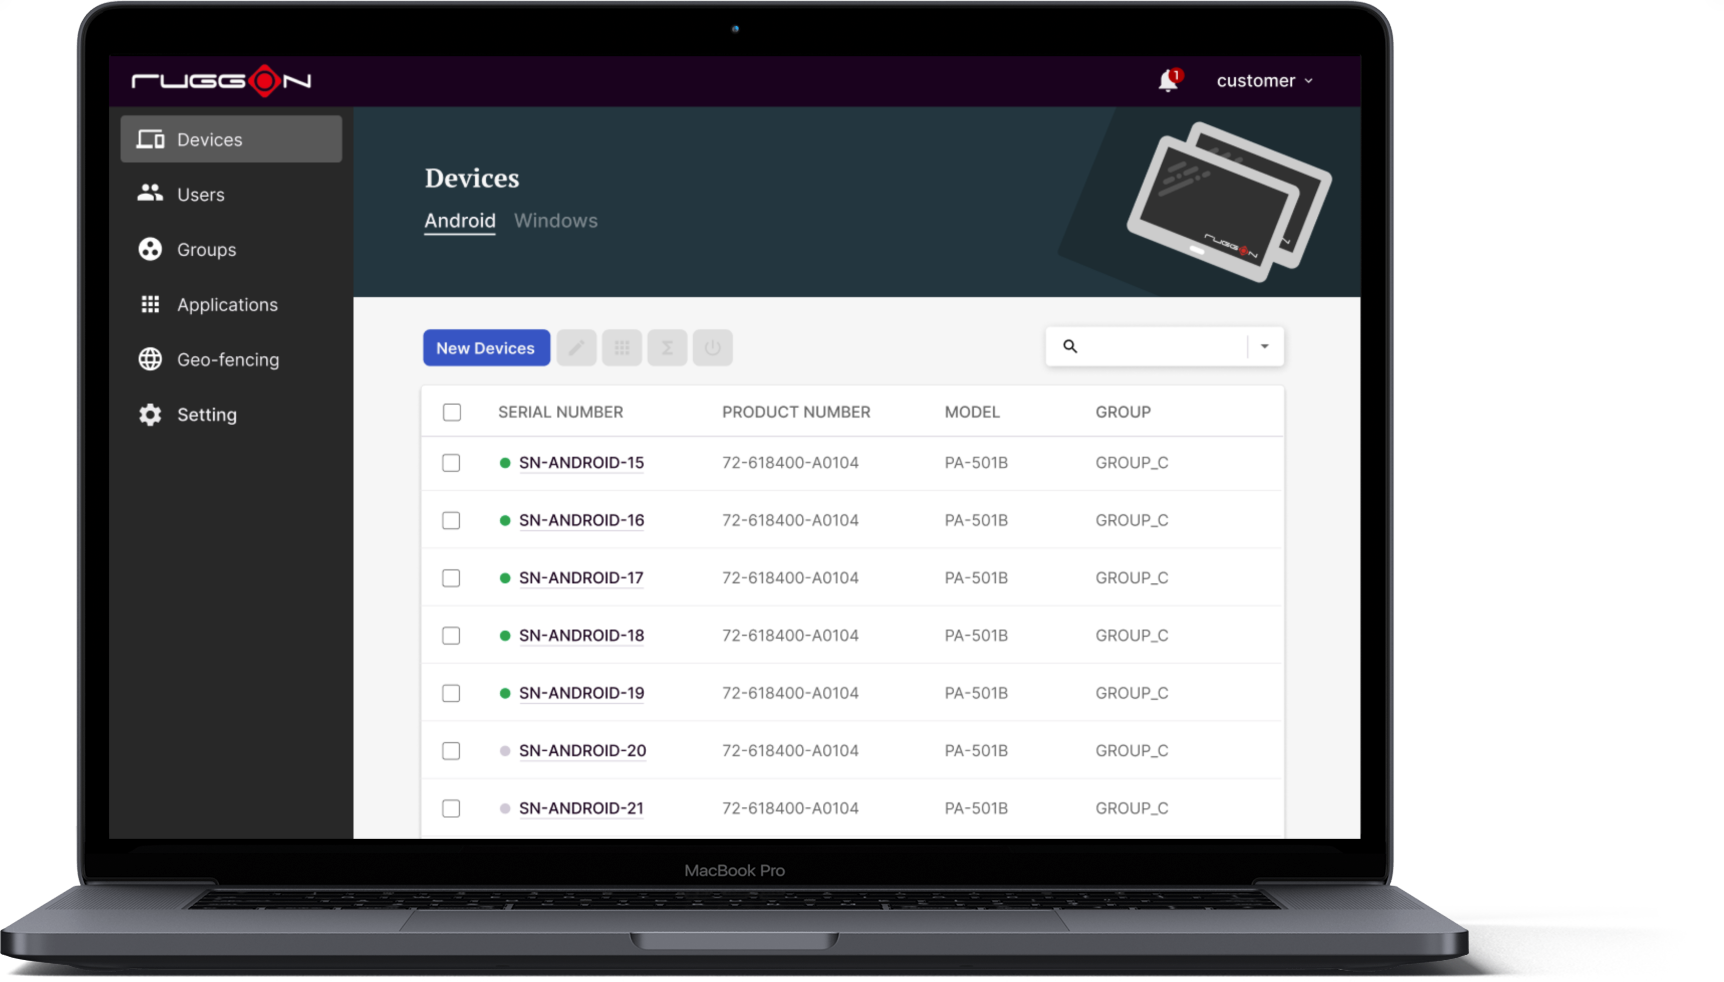 RUGGON
1
customer
Devices
Users
Groups
Applications
Geo-fencing
Setting
Devices
Android Windows
RUGGON
New Devices
SERIAL NUMBER PRODUCT NUMBER MODEL GROUP
SN-ANDROID-15 72-618400-A0104 PA-501B GROUP_C
SN-ANDROID-16 72-618400-A0104 PA-501B GROUP_C
SN-ANDROID-17 72-618400-A0104 PA-501B GROUP_C
SN-ANDROID-18 72-618400-A0104 PA-501B GROUP_C
SN-ANDROID-19 72-618400-A0104 PA-501B GROUP_C
SN-ANDROID-20 72-618400-A0104 PA-501B GROUP_C
SN-ANDROID-21 72-618400-A0104 PA-501B GROUP_C
MacBook Pro